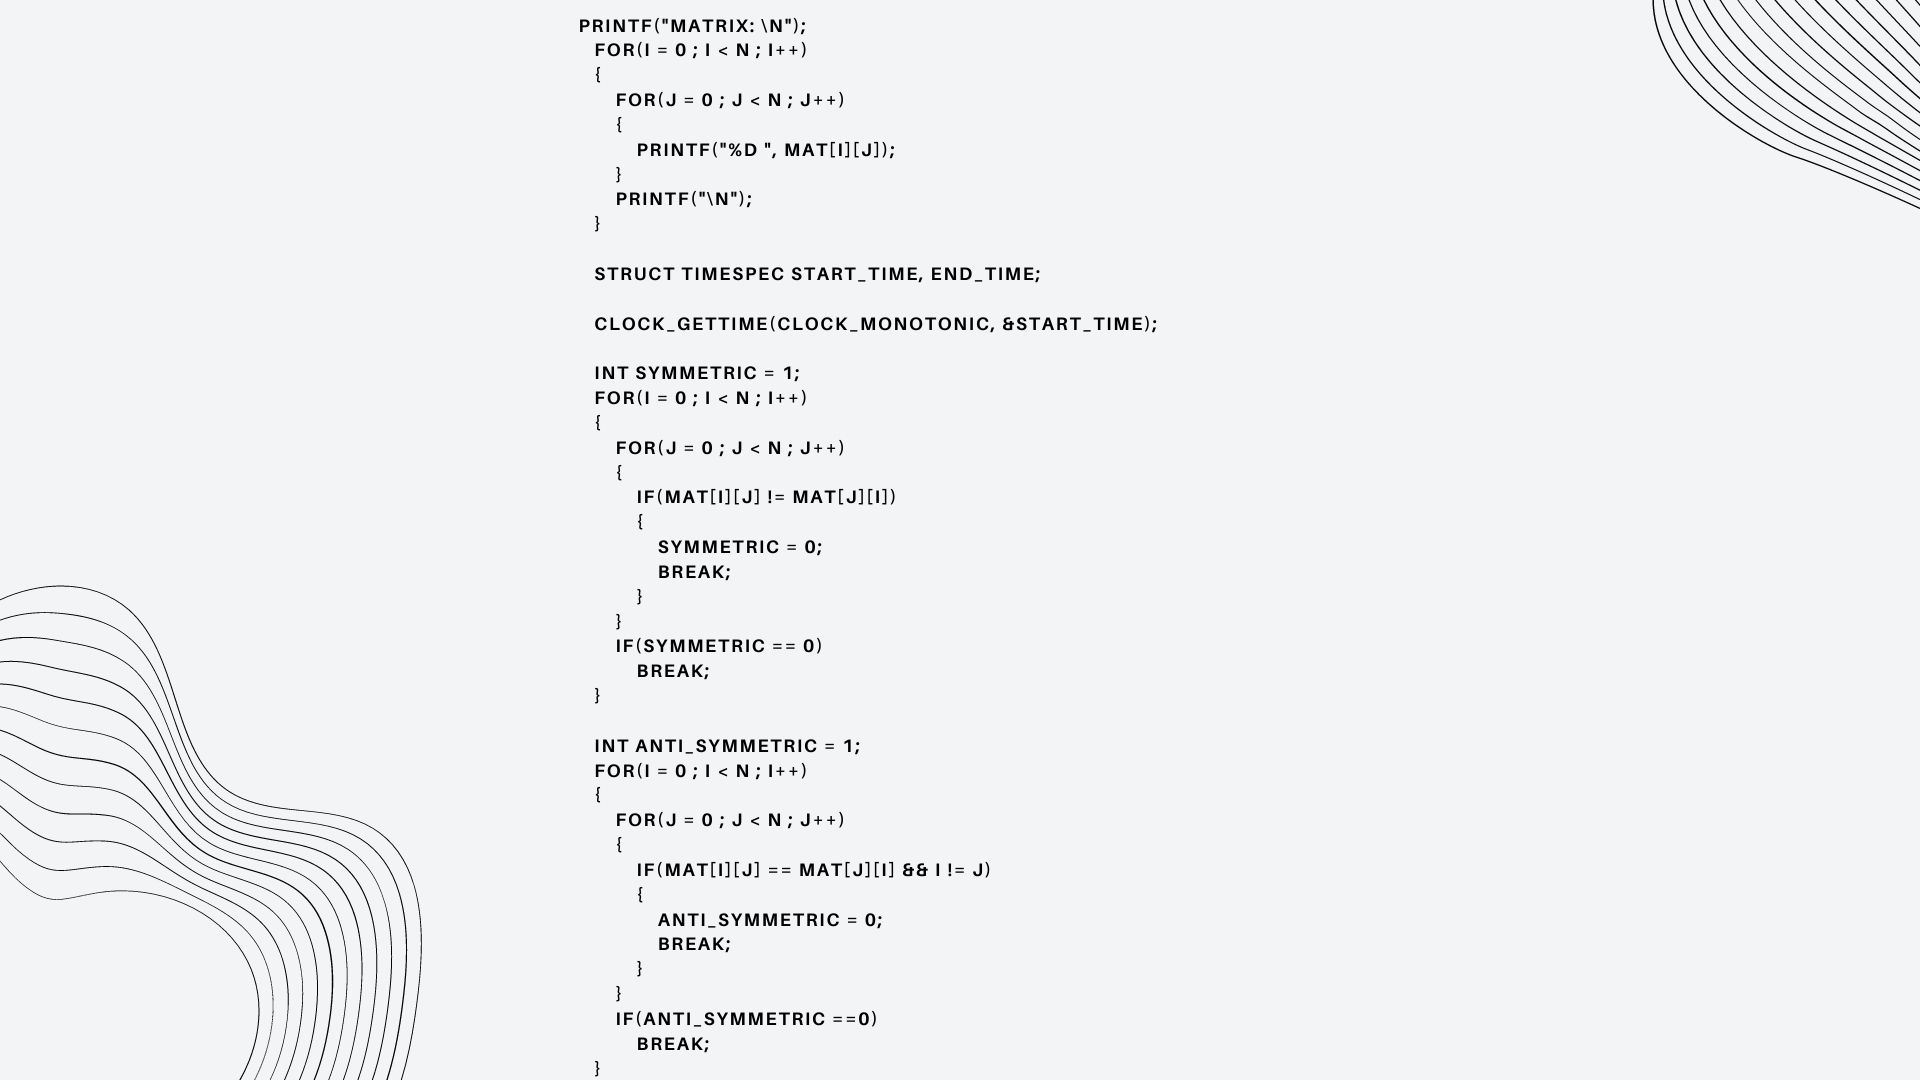 PRINTF("MATRIX: \N");
FOR(I = 0 ; I < N ; I++)
{
FOR(J = 0 ; J < N ; J++)
{
PRINTF("%D ", MAT[I][J]);
}
PRINTF("\N");
}
STRUCT TIMESPEC START_TIME, END_TIME;
CLOCK_GETTIME(CLOCK_MONOTONIC, &START_TIME);
INT SYMMETRIC = 1;
FOR(I = 0 ; I < N ; I++)
{
FOR(J = 0 ; J < N ; J++)
{
IF(MAT[I][J] != MAT[J][I])
{
SYMMETRIC = 0;
BREAK;
}
}
IF(SYMMETRIC == 0)
BREAK;
}
INT ANTI_SYMMETRIC = 1;
FOR(I = 0 ; I < N ; I++)
{
FOR(J = 0 ; J < N ; J++)
{
IF(MAT[I][J] == MAT[J][I] && I != J)
{
ANTI_SYMMETRIC = 0;
BREAK;
}
}
IF(ANTI_SYMMETRIC ==0)
BREAK;
}